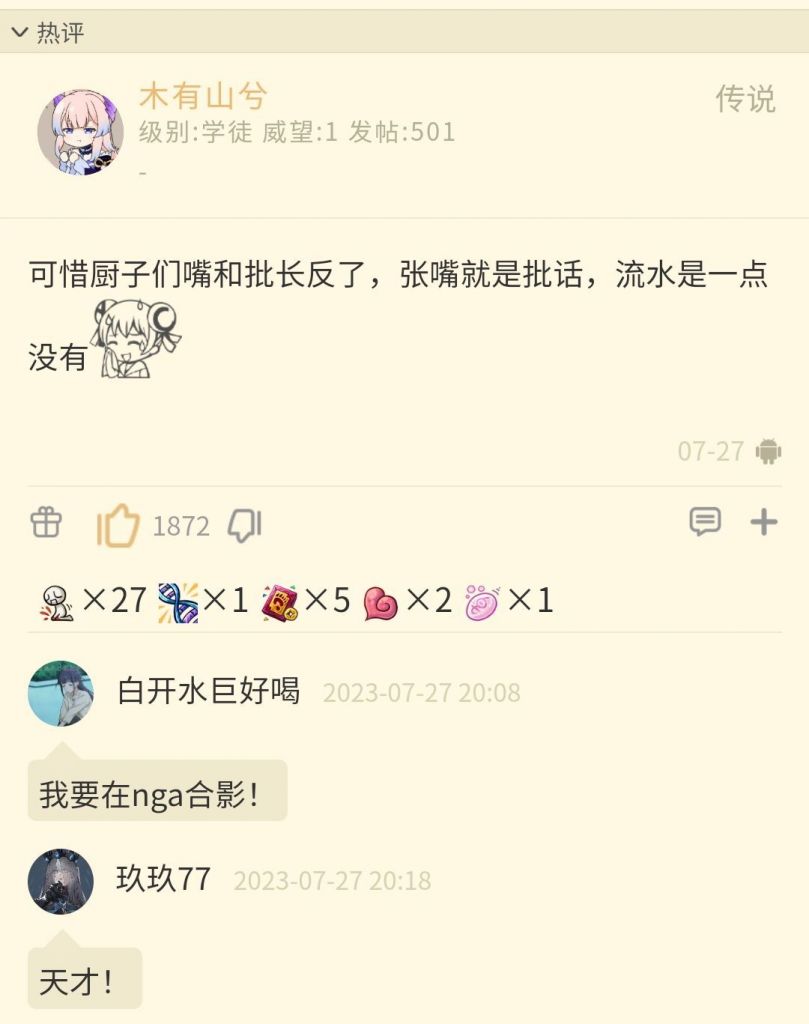 热评
木有山兮
传说
级别:学徒 威望:1 发帖:501
-
可惜厨子们嘴和批长反了，张嘴就是批话，流水是一点
没有
07-27
1872
×27 ×1 ×5 ×2 ×1
白开水巨好喝 2023-07-27 20:08
我要在nga合影！
玖玖77 2023-07-27 20:18
天才！